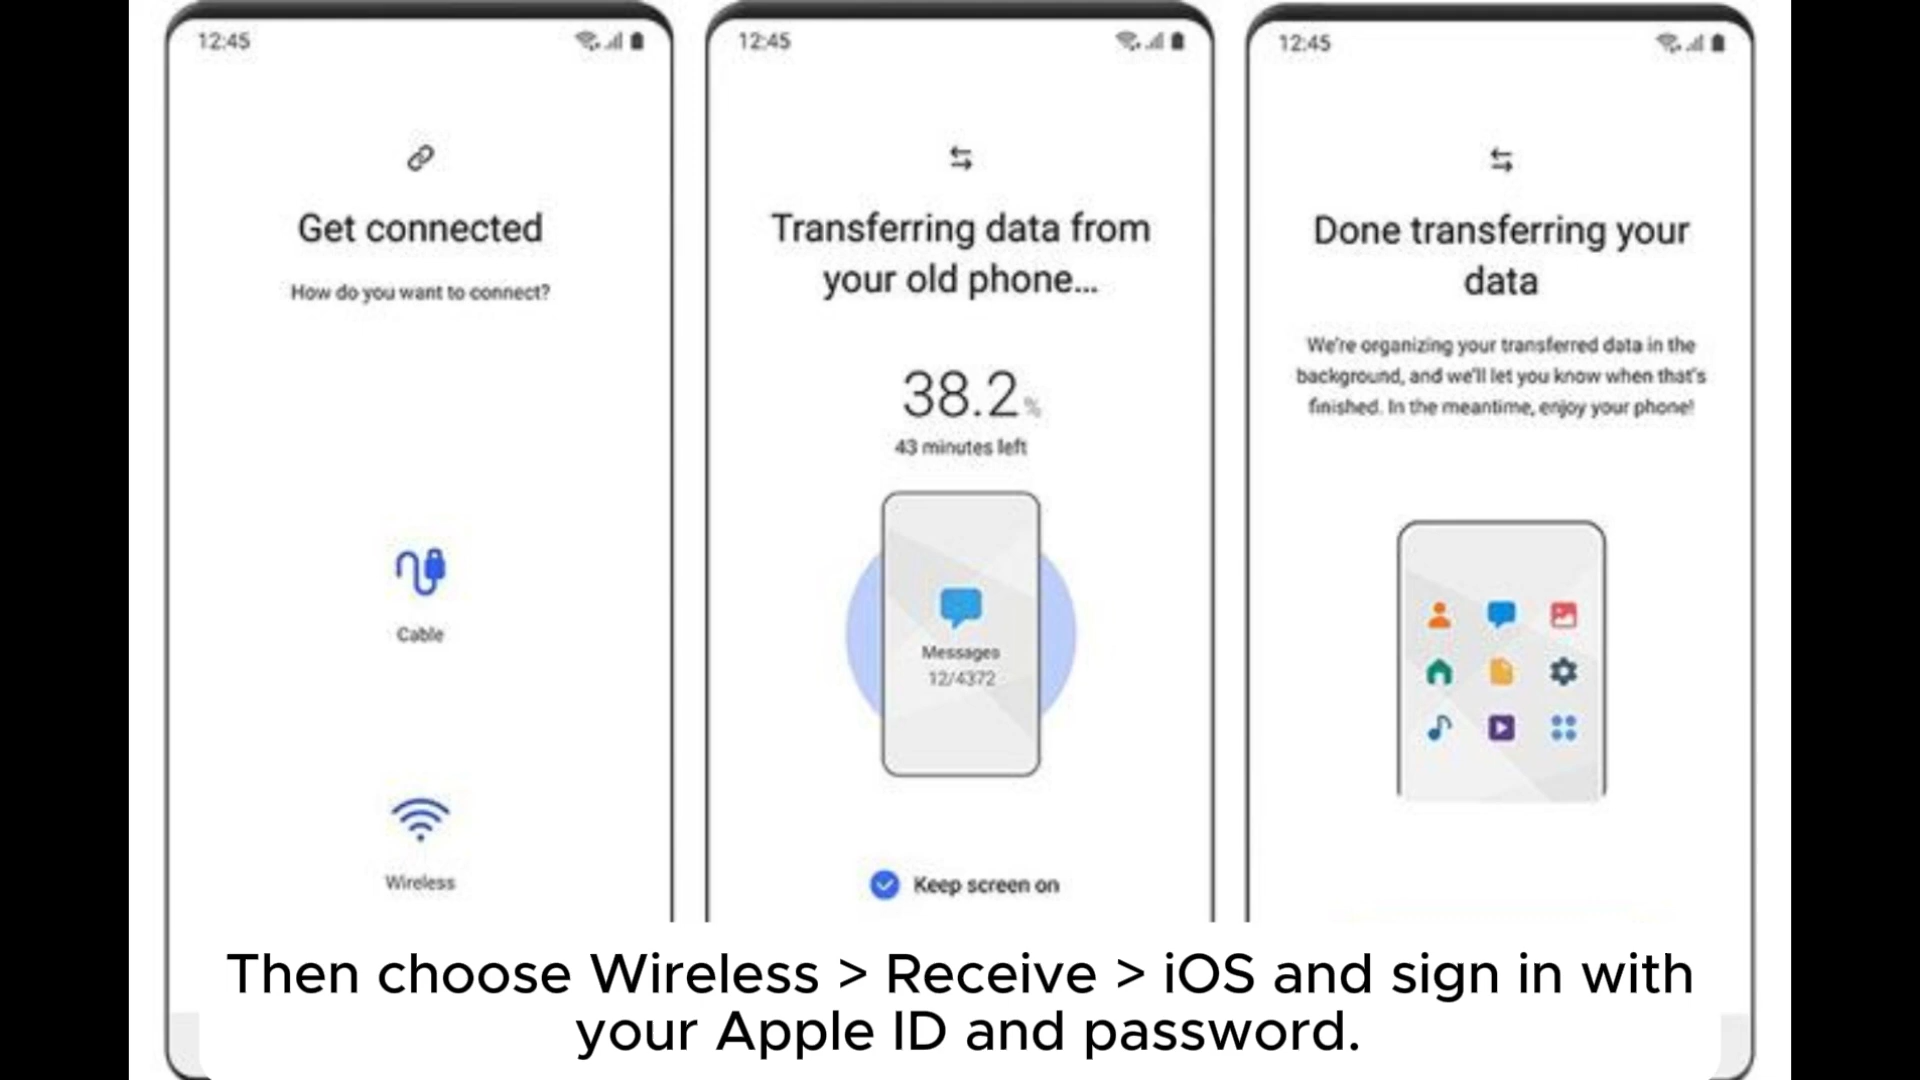 12:45
Get connected
How do you want to connect?
Cable
Wireless
12:45
Transferring data from
your old phone...
38.2%
43 minutes left
Messages
12/4372
Keep screen on
12:45
Done transferring your
data
We're organizing your transferred data in the
background, and we'll let you know when that's
finished. In the meantime, enjoy your phone!
Then choose Wireless > Receive > iOS and sign in with
your Apple ID and password.